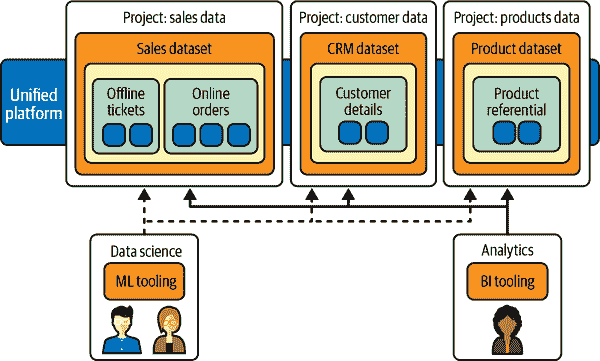 Project: sales data
Project: customer data
Project: products data
Sales dataset
CRM dataset
Product dataset
Unified
platform
Offline
tickets
Online
orders
Customer
details
Product
referential
Data science
ML tooling
Analytics
BI tooling